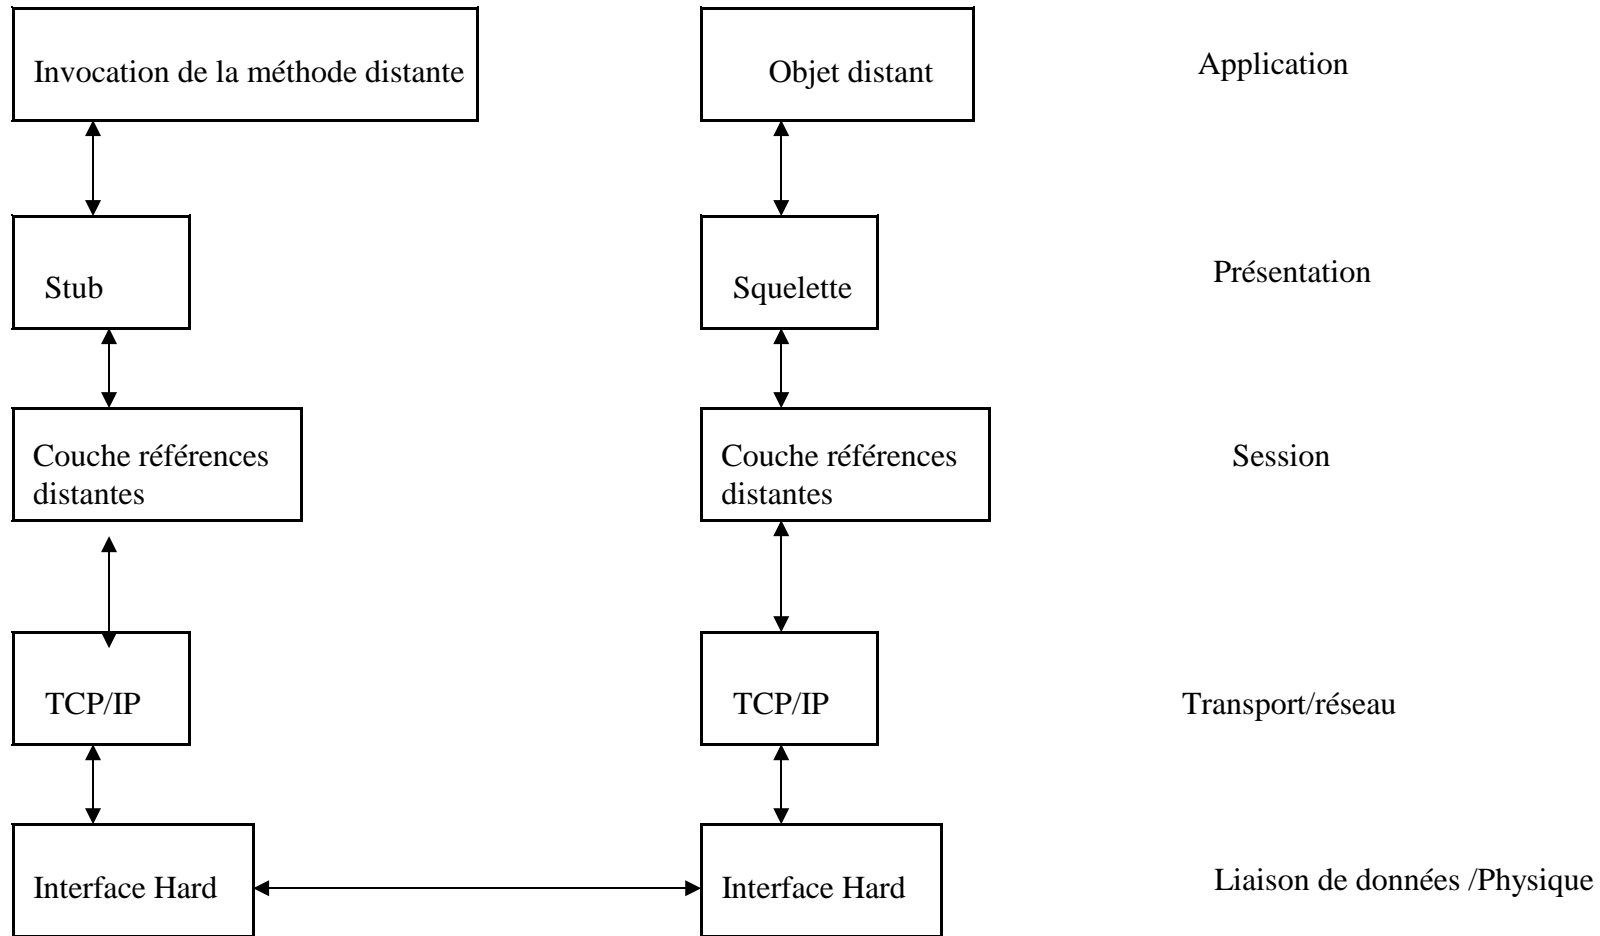 Invocation de la méthode distante
Objet distant
Application
Stub
Squelette
Présentation
Couche références
distantes
Couche références
distantes
Session
TCP/IP
TCP/IP
Transport/réseau
Interface Hard
Interface Hard
Liaison de données /Physique